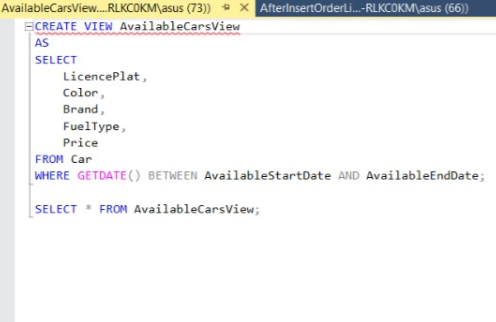 AvailableCarsView....RLKC0KM\asus (73)) AfterInsertOrderLi...-RLKC0KM\asus (66))
CREATE VIEW AvailableCarsView
AS
SELECT
LicencePlat,
Color,
Brand,
FuelType,
Price
FROM Car
WHERE GETDATE() BETWEEN AvailableStartDate AND AvailableEndDate;
SELECT * FROM AvailableCarsView;